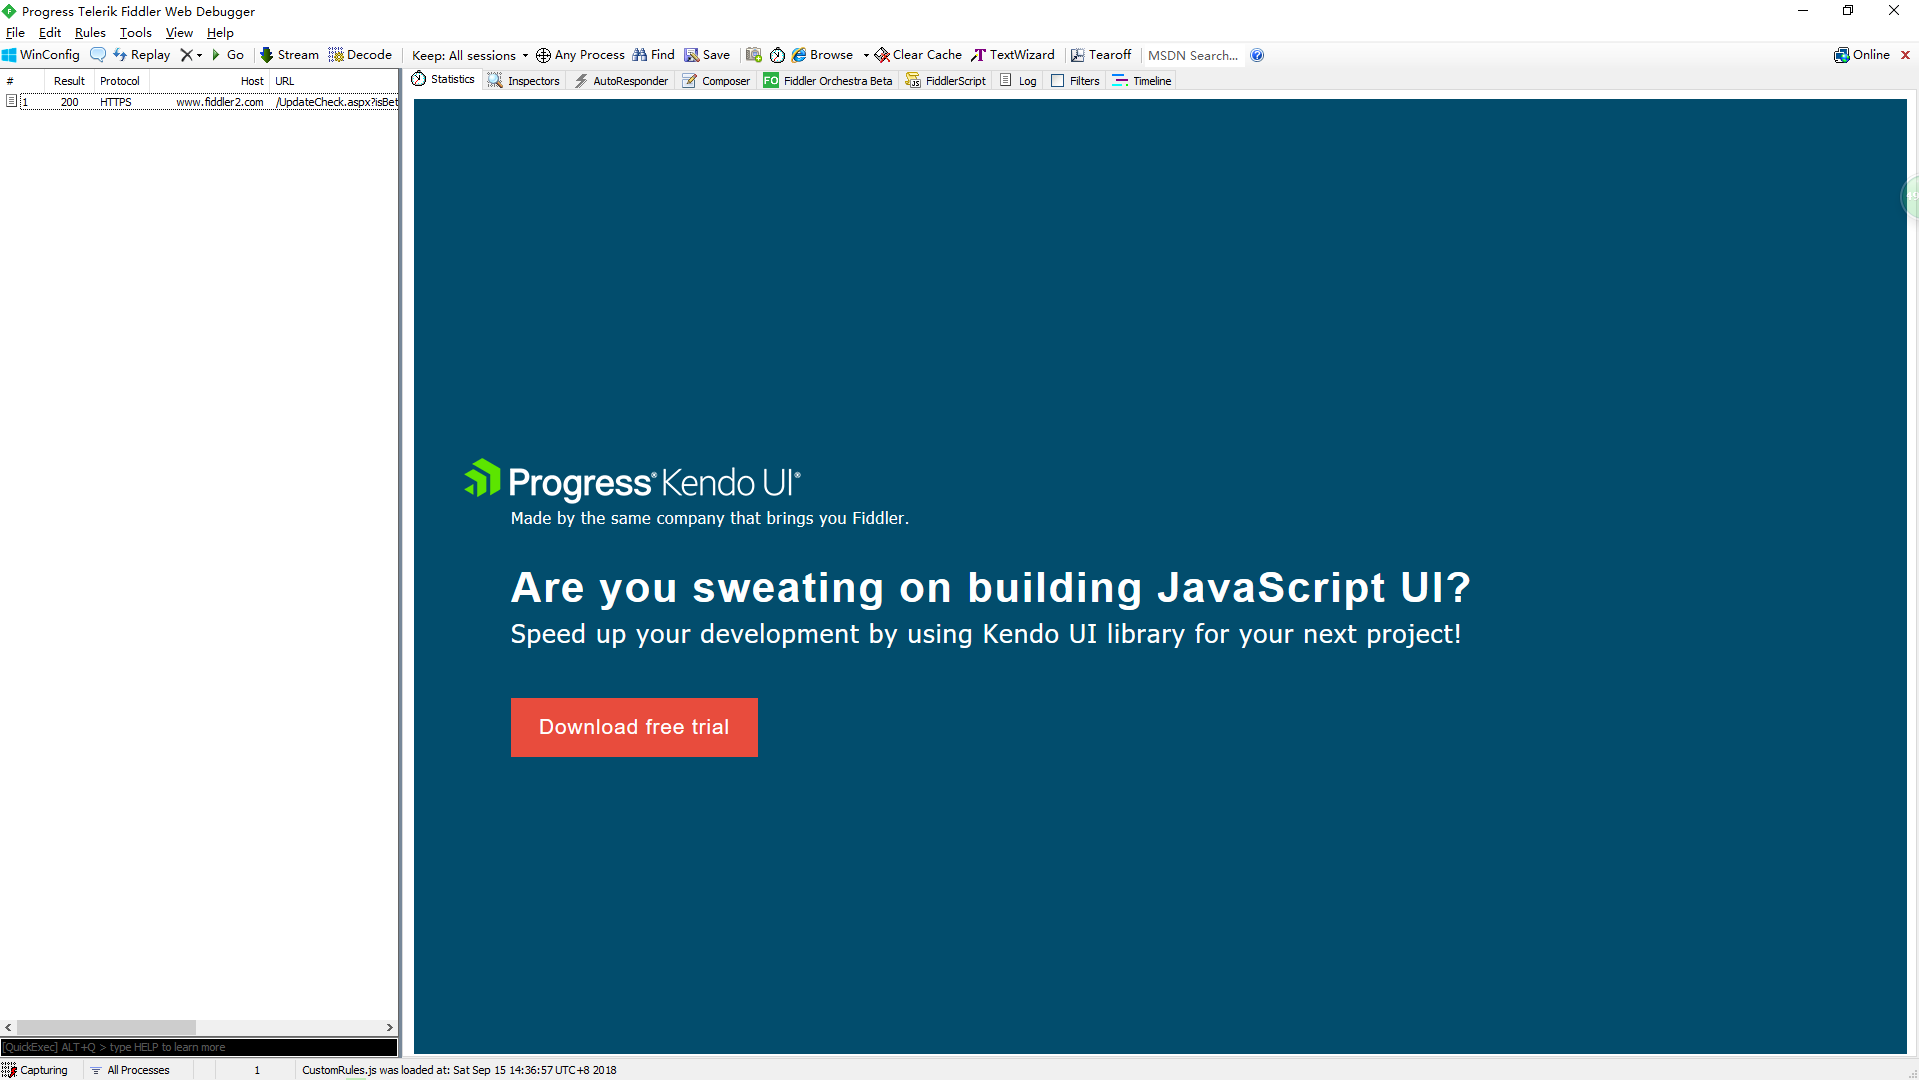 Progress Telerik Fiddler Web Debugger
File Edit Rules Tools View Help
WinConfig Replay Go Stream Decode Keep: All sessions Any Process Find Save Browse Clear Cache TextWizard Tearoff MSDN Search... Online
# Result Protocol Host URL
Statistics Inspectors AutoResponder Composer FO Fiddler Orchestra Beta FiddlerScript Log Filters Timeline
1 200 HTTPS www.fiddler2.com /UpdateCheck.aspx?isBet
Progress® Kendo UI®
Made by the same company that brings you Fiddler.
Are you sweating on building JavaScript UI?
Speed up your development by using Kendo UI library for your next project!
Download free trial
[QuickExec] ALT+Q > type HELP to learn more
Capturing All Processes 1 CustomRules.js was loaded at: Sat Sep 15 14:36:57 UTC+8 2018